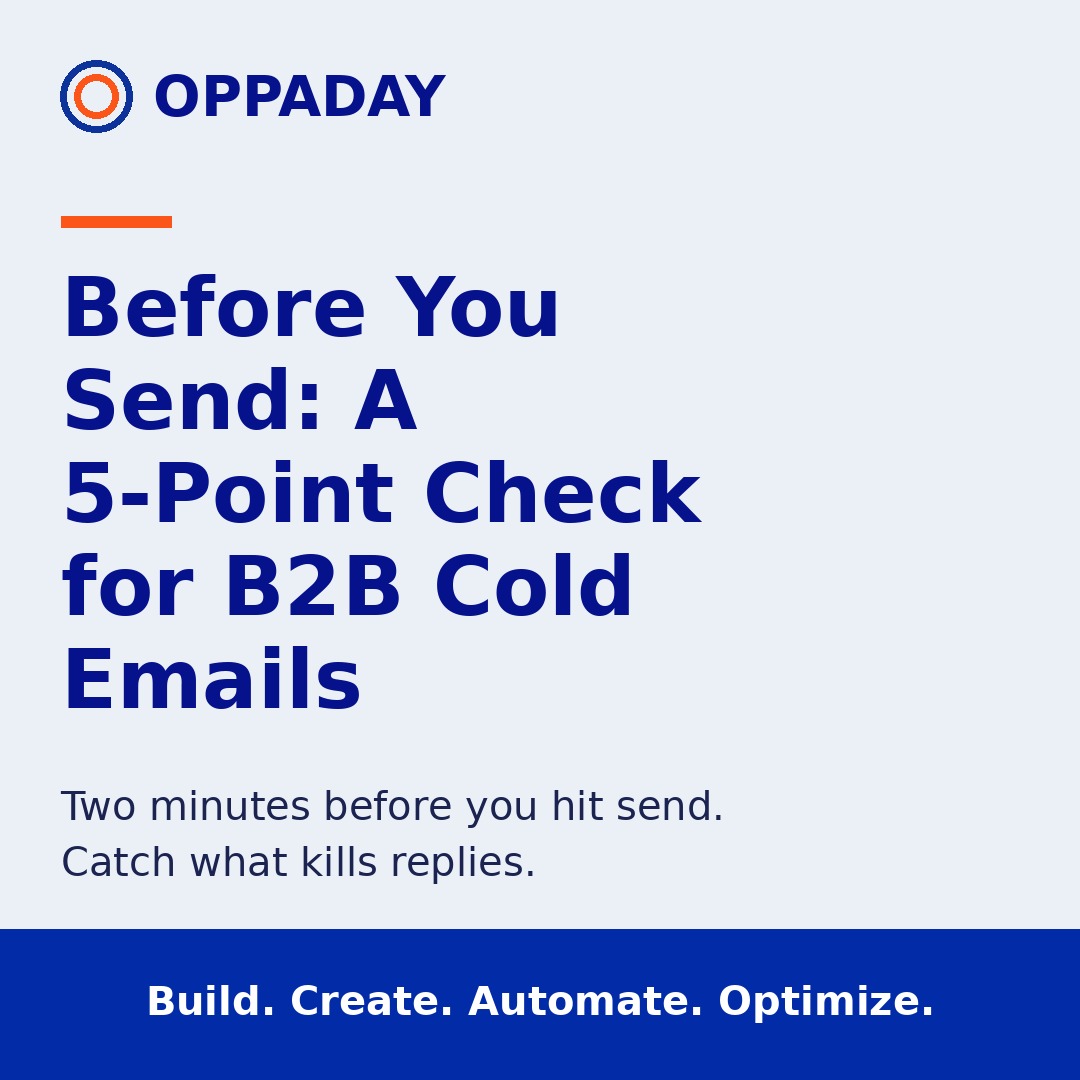 OPPADAY
Before You
Send: A
5-Point Check
for B2B Cold
Emails
Two minutes before you hit send.
Catch what kills replies.
Build. Create. Automate. Optimize.